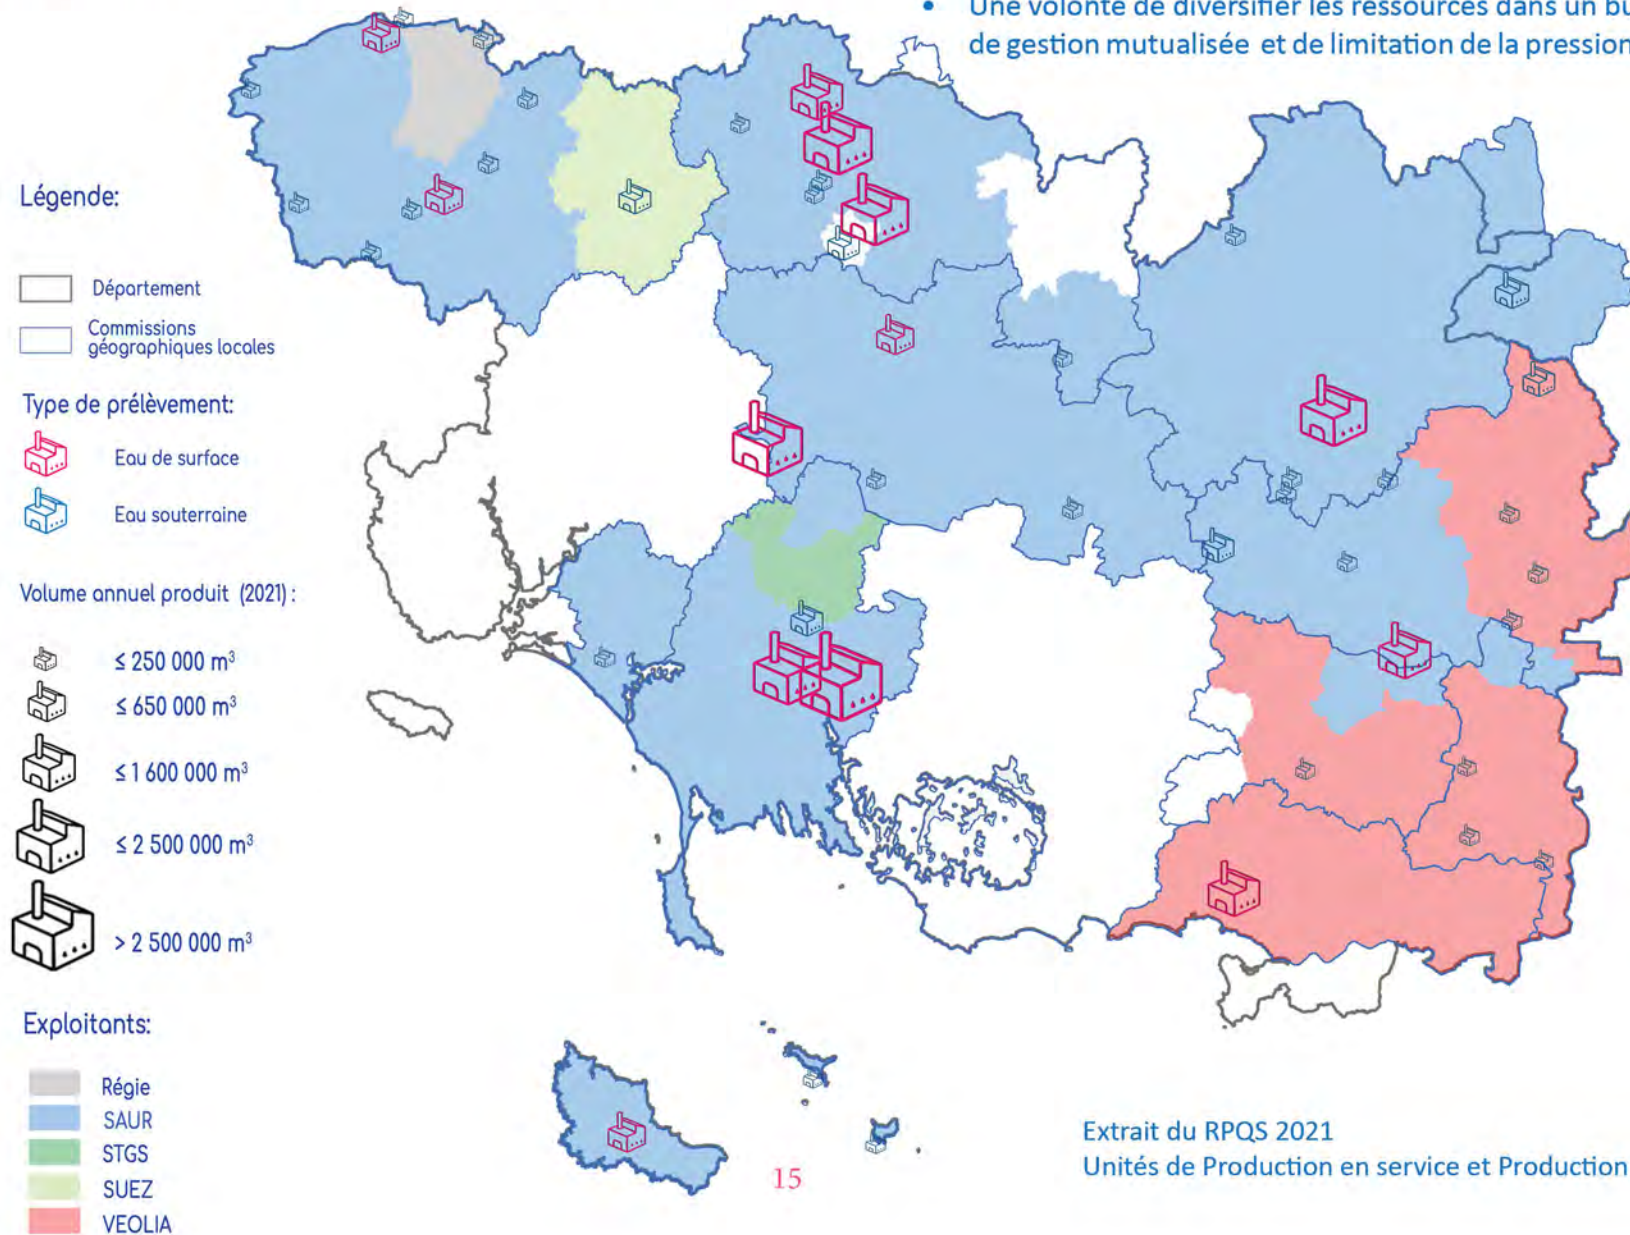 • Une volonté de diversifier les ressources dans un bu
de gestion mutualisée et de limitation de la pression
Légende:
Département
Commissions
géographiques locales
Type de prélèvement:
Eau de surface
Eau souterraine
Volume annuel produit (2021) :
≤ 250 000 m³
≤ 650 000 m³
≤ 1 600 000 m³
≤ 2 500 000 m³
> 2 500 000 m³
Exploitants:
Régie
SAUR
STGS
SUEZ
VEOLIA
15
Extrait du RPQS 2021
Unités de Production en service et Production